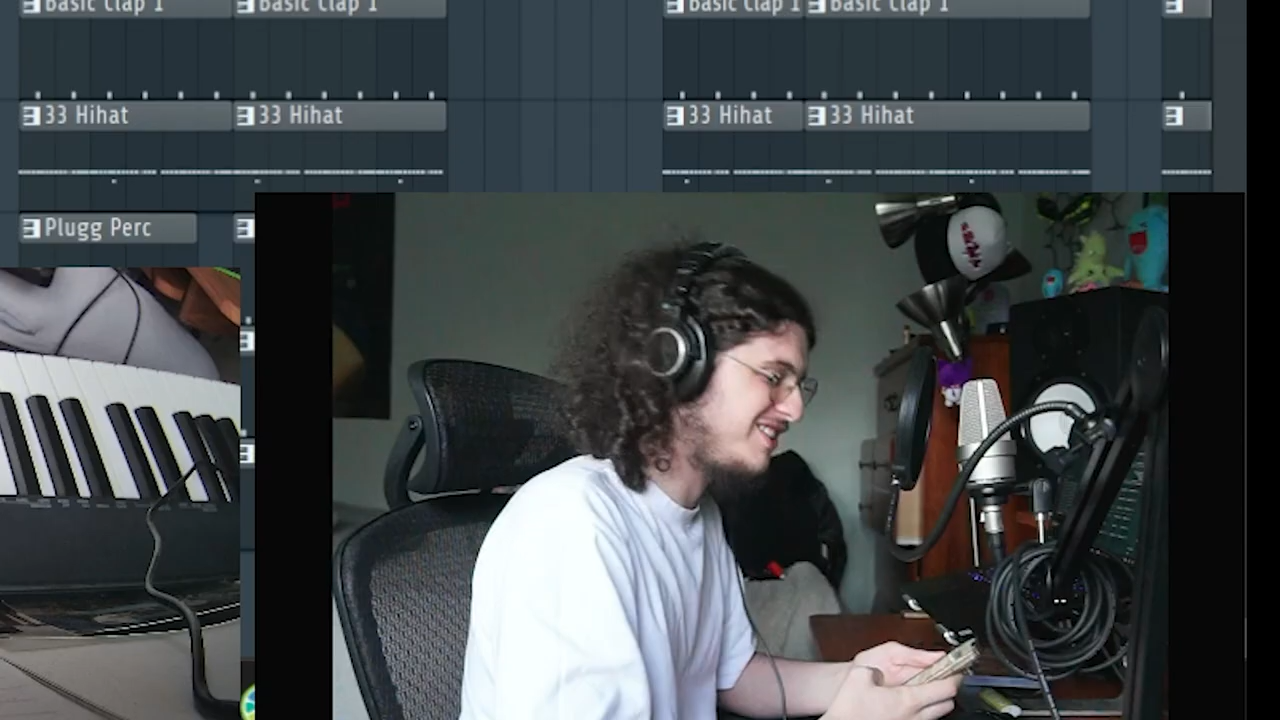 Basic Clap 1 Basic Clap 1 Basic Clap 1 Basic Clap 1
33 Hihat 33 Hihat 33 Hihat 33 Hihat
Plugg Perc